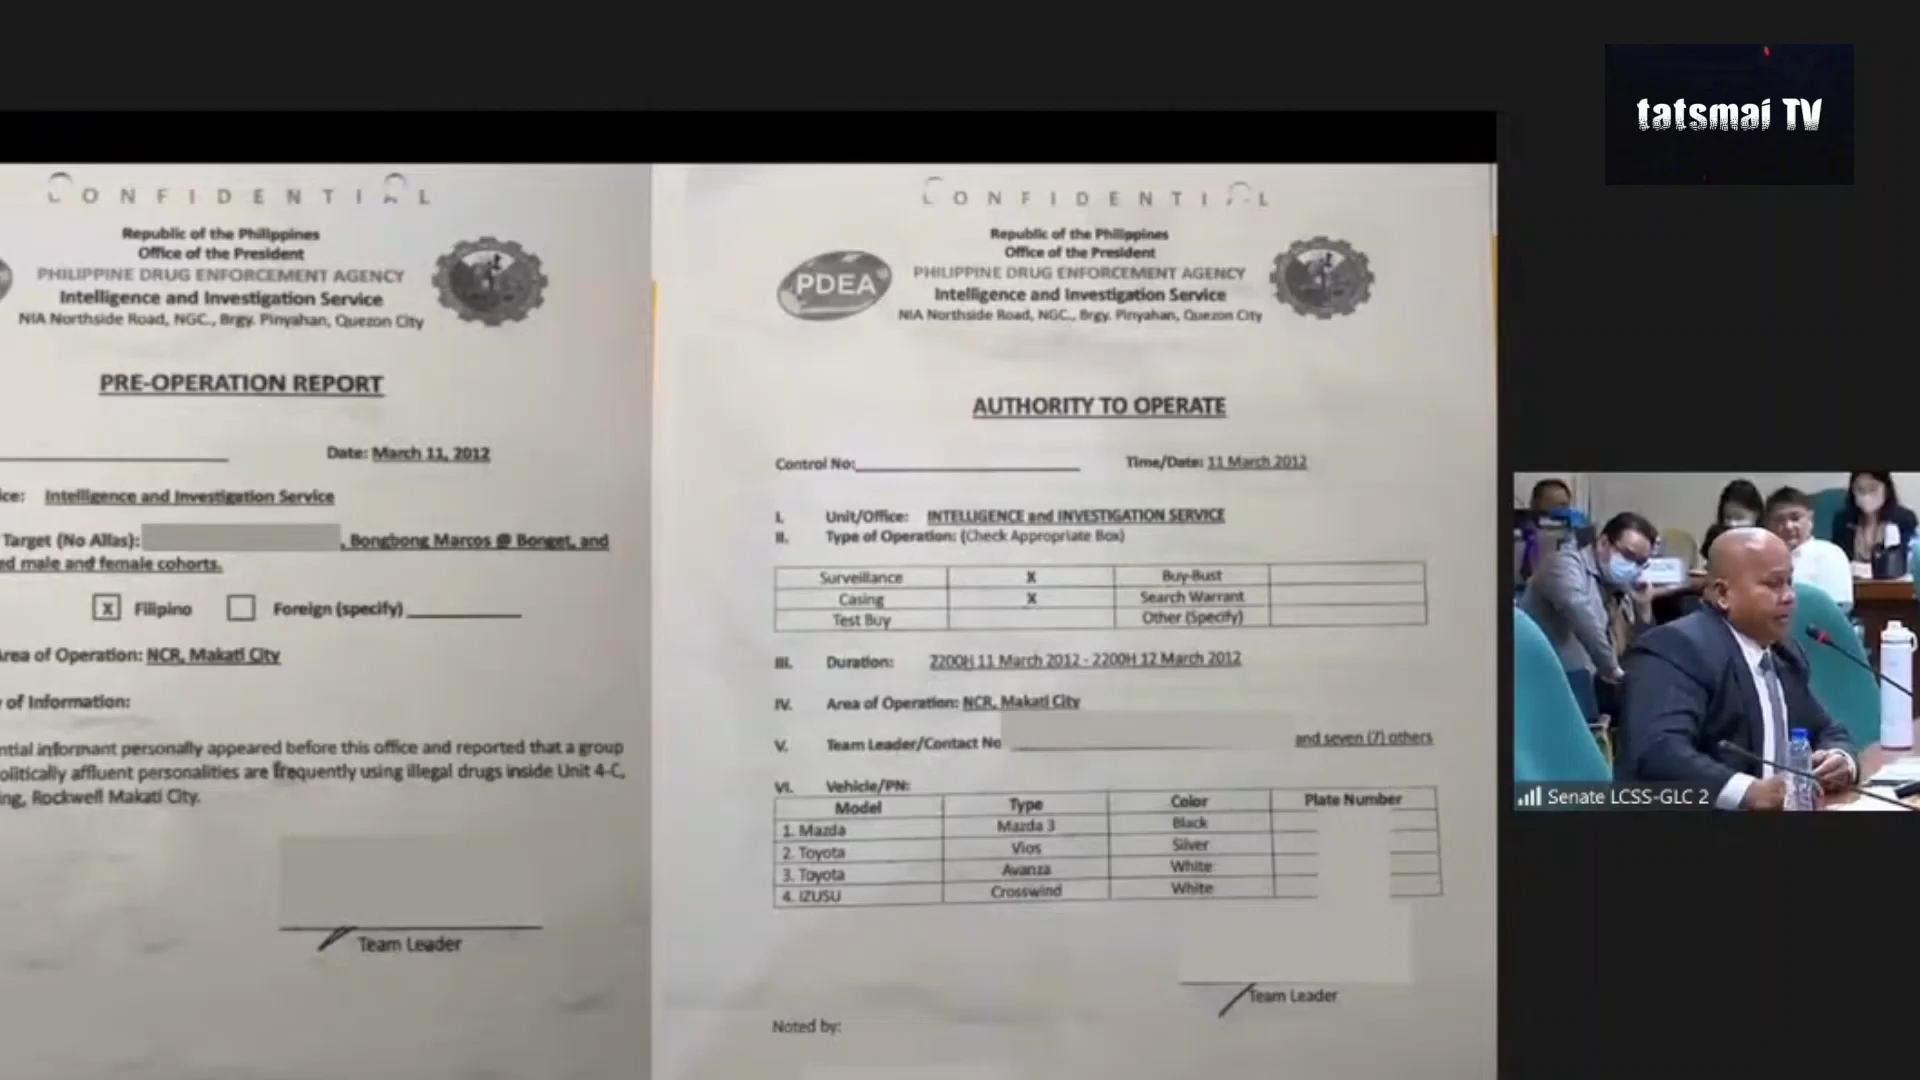 tatsmai TV
CONFIDENTIAL
Republic of the Philippines
Office of the President
PHILIPPINE DRUG ENFORCEMENT AGENCY
Intelligence and Investigation Service
NIA Northside Road, NGC., Brgy. Pinyahan, Quezon City
PRE-OPERATION REPORT
Date: March 11, 2012
ice: Intelligence and Investigation Service
Target (No Alias): , Bongbong Marcos @ Bonget, and
ed male and female cohorts.
X Filipino Foreign (specify)
Area of Operation: NCR, Makati City
y of Information:
ntial informant personally appeared before this office and reported that a group
olitically affluent personalities are frequently using illegal drugs inside Unit 4-C,
ing, Rockwell Makati City.
Team Leader
CONFIDENTIAL
Republic of the Philippines
Office of the President
PDEA
PHILIPPINE DRUG ENFORCEMENT AGENCY
Intelligence and Investigation Service
NIA Northside Road, NGC., Brgy. Pinyahan, Quezon City
AUTHORITY TO OPERATE
Control No: Time/Date: 11 March 2012
I. Unit/Office: INTELLIGENCE and INVESTIGATION SERVICE
II. Type of Operation: (Check Appropriate Box)
Surveillance X Buy-Bust
Casing X Search Warrant
Test Buy Other (Specify)
III. Duration: 2200H 11 March 2012 - 2200H 12 March 2012
IV. Area of Operation: NCR, Makati City
V. Team Leader/Contact No and seven (7) others
VI. Vehicle/PN:
Model Type Color Plate Number
1. Mazda Mazda 3 Black
2. Toyota Vios Silver
3. Toyota Avanza White
4. IZUSU Crosswind White
Team Leader
Noted by:
Senate LCSS-GLC 2